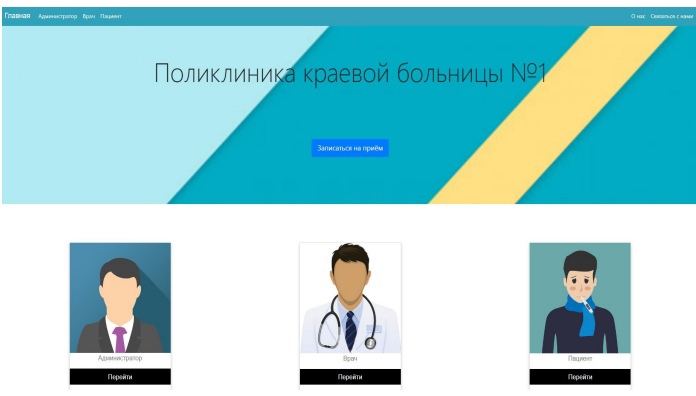 Главная Администратор Врач Пациент О нас Связаться с нами
Поликлиника краевой больницы №1
Записаться на приём
Администратор Врач Пациент
Перейти Перейти Перейти